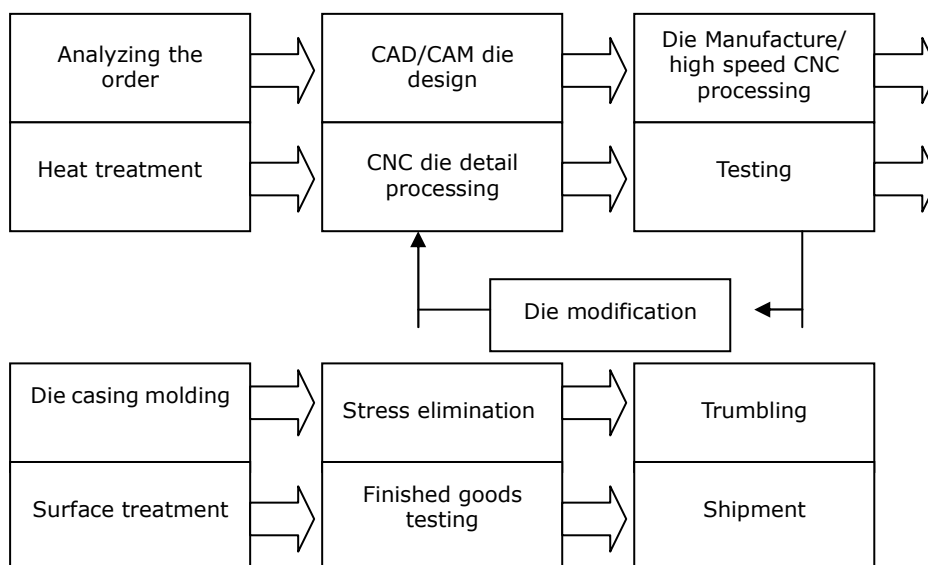 Analyzing the
order
CAD/CAM die
design
Die Manufacture/
high speed CNC
processing
Heat treatment
CNC die detail
processing
Testing
Die modification
Die casing molding
Stress elimination
Trumbling
Surface treatment
Finished goods
testing
Shipment